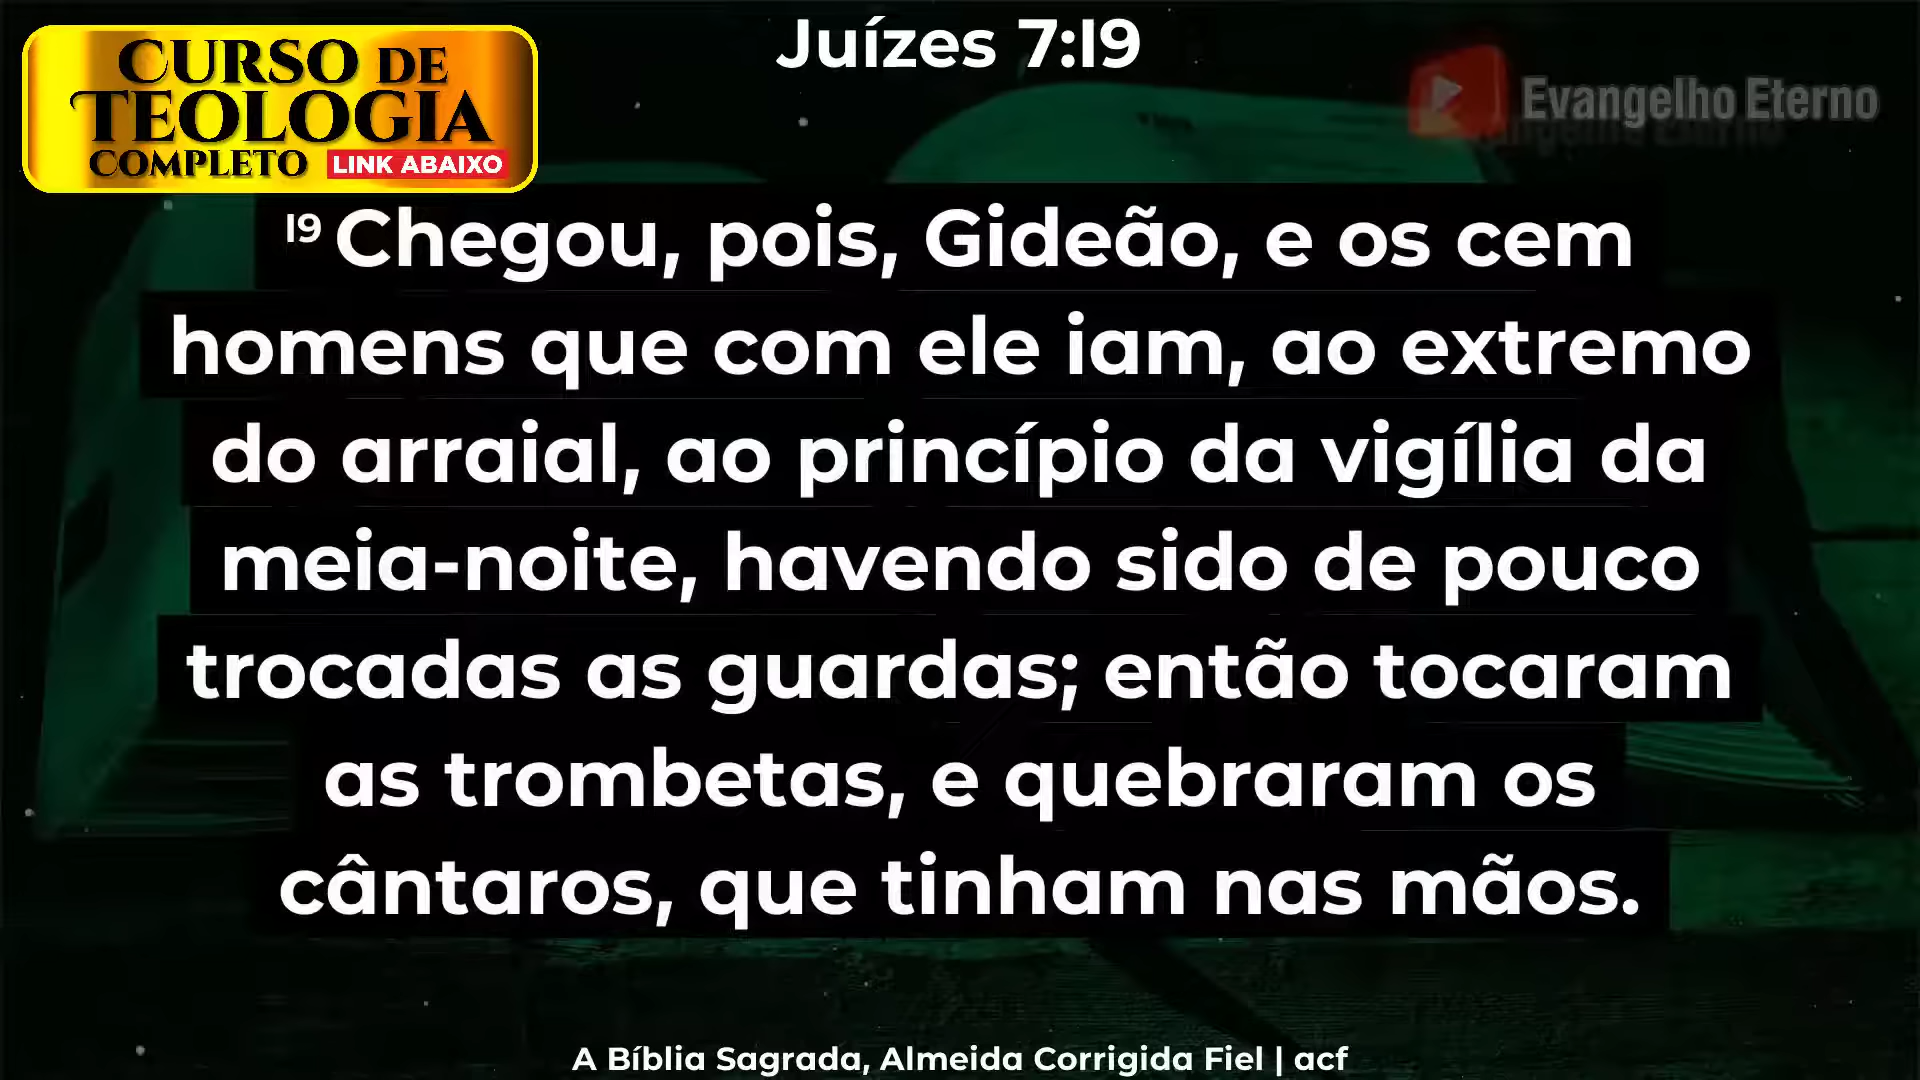 CURSO DE
TEOLOGIA
COMPLETO LINK ABAIXO
Juízes 7:19
Evangelho Eterno
19 Chegou, pois, Gideão, e os cem
homens que com ele iam, ao extremo
do arraial, ao princípio da vigília da
meia-noite, havendo sido de pouco
trocadas as guardas; então tocaram
as trombetas, e quebraram os
cântaros, que tinham nas mãos.
A Bíblia Sagrada, Almeida Corrigida Fiel | acf